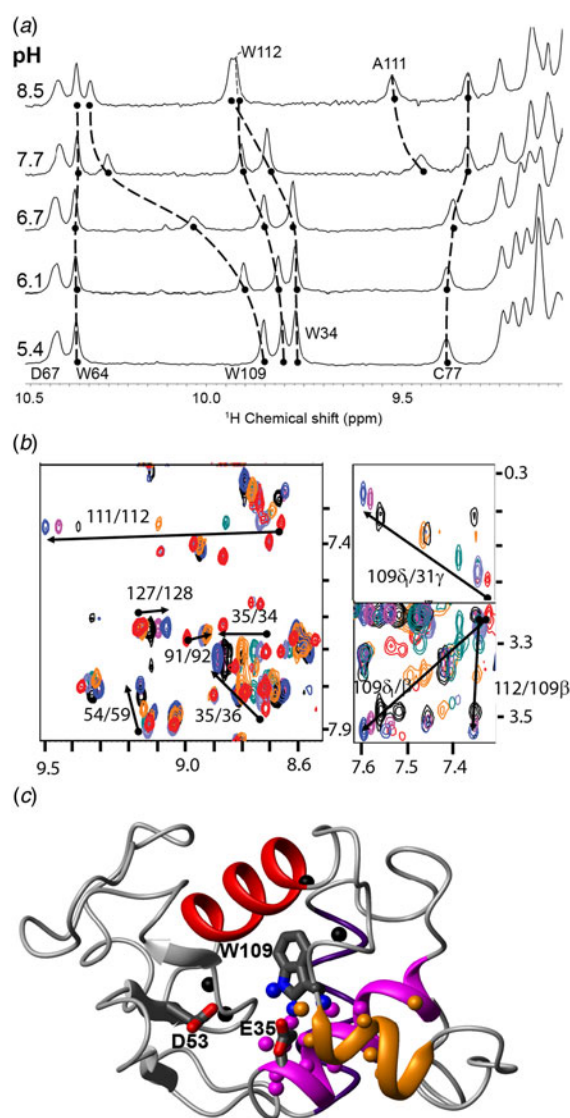 (a)
pH
W112
A111
8.5
7.7
6.7
6.1
5.4
W34
D67 W64 W109 C77
10.5 10.0 9.5
¹H Chemical shift (ppm)
(b)
111/112
127/128
35/34
91/92
54/59
35/36
7.4
7.9
9.5 9.0 8.6
109δ₁/31γ
0.3
109δ₁/β
112/109β
3.3
3.5
7.6 7.5 7.4
(c)
W109
D53
E35